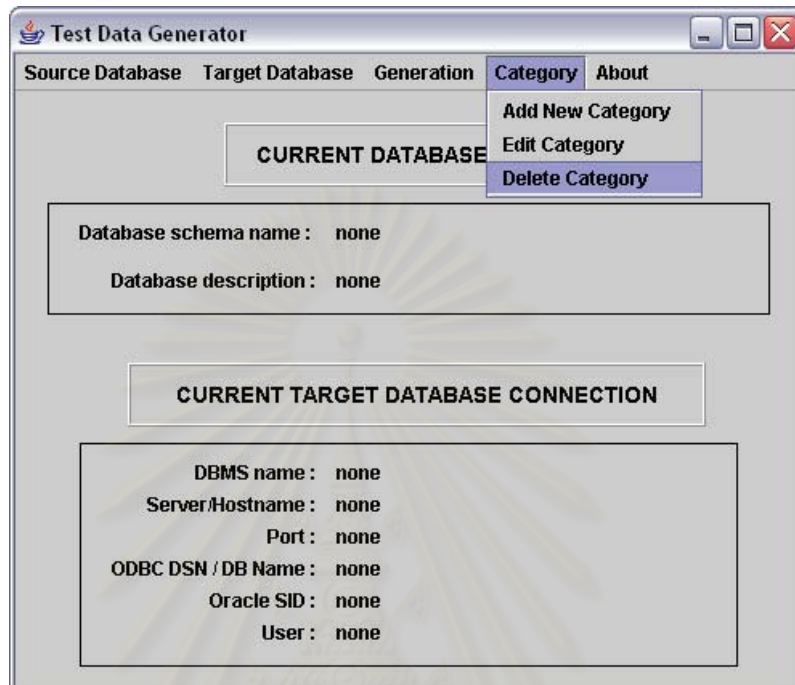 Test Data Generator
Source Database Target Database Generation Category About
Add New Category
Edit Category
Delete Category
CURRENT DATABASE
Database schema name : none
Database description : none
CURRENT TARGET DATABASE CONNECTION
DBMS name : none
Server/Hostname : none
Port : none
ODBC DSN / DB Name : none
Oracle SID : none
User : none